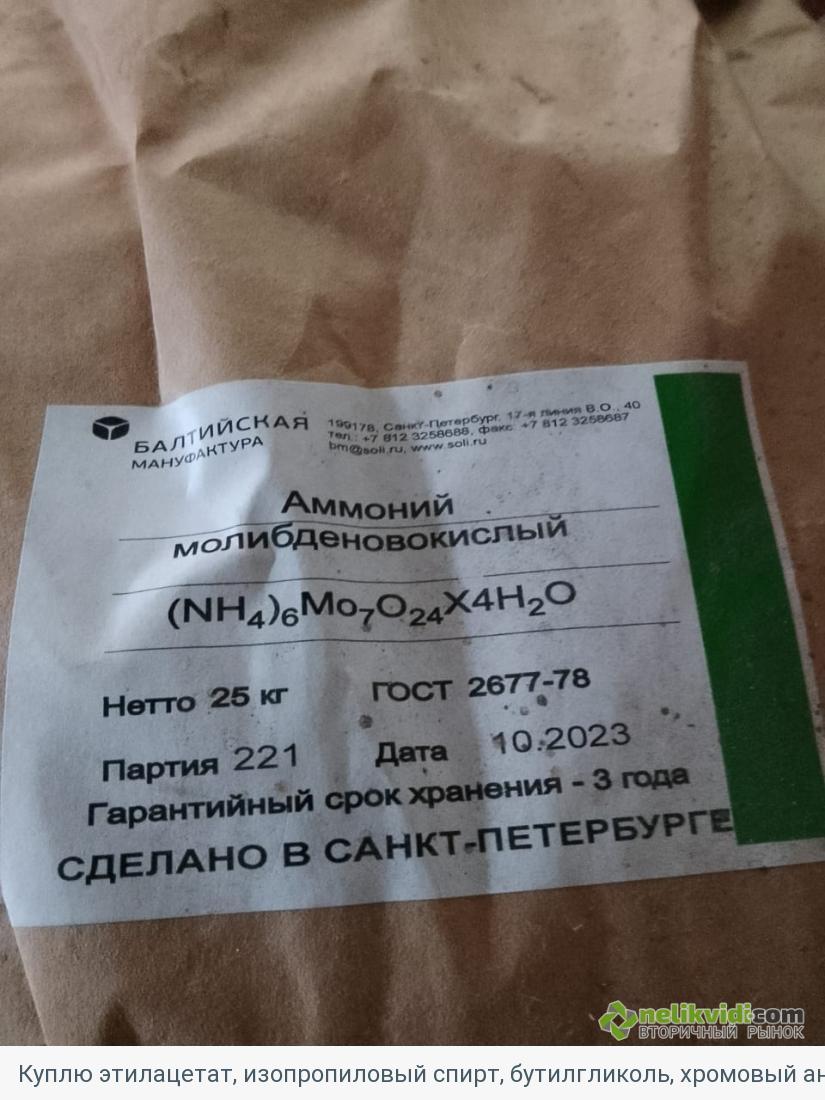 БАЛТИЙСКАЯ
МАНУФАКТУРА
199178, Санкт-Петербург, 17-я линия В.О., 40
тел.: +7 812 3258688, факс: +7 812 3258687
bm@soli.ru, www.soli.ru
Аммоний
молибденовокислый
(NH4)6Mo7O24X4H2O
Нетто 25 кг ГОСТ 2677-78
Партия 221 Дата 10.2023
Гарантийный срок хранения - 3 года
СДЕЛАНО В САНКТ-ПЕТЕРБУРГЕ
nelikvidi.com
ВТОРИЧНЫЙ РЫНОК
Куплю этилацетат, изопропиловый спирт, бутилгликоль, хромовый ан